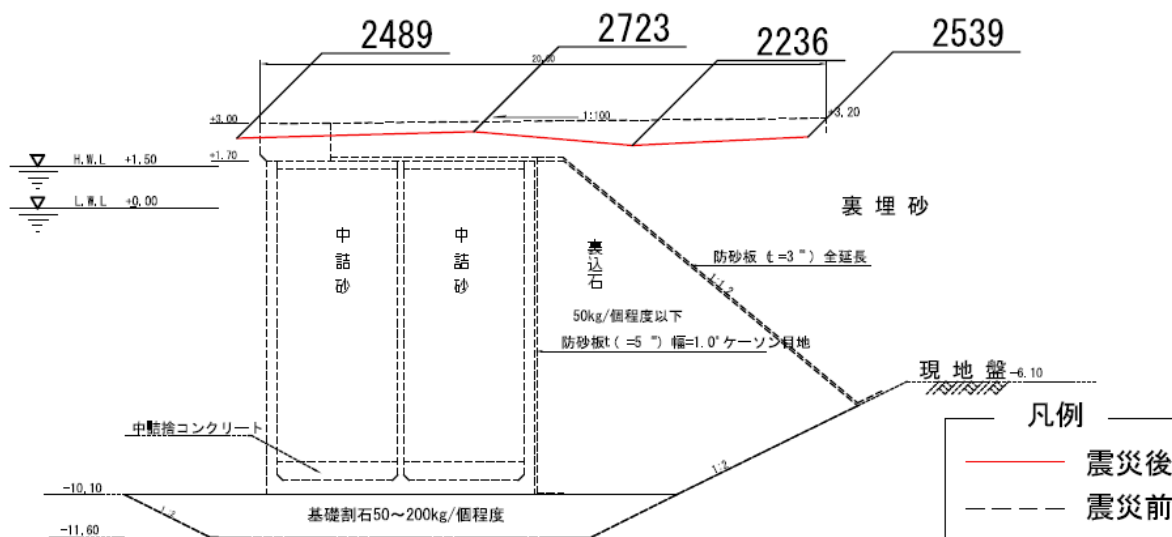 2489
2723
2236
2539
20.00
+3.00
1:100
+3.20
H.W.L +1.50
+1.70
L.W.L +0.00
裏埋砂
中詰砂
中詰砂
裏込石
防砂板 (t=3 ") 全延長
1:1.2
50kg/個程度以下
防砂板t( =5 ") 幅=1.0" ケーソン目地
現地盤 -6.10
凡例
中詰捨コンクリート
震災後
1:2
-10,10
震災前
基礎割石50~200kg/個程度
1:2
-11,60